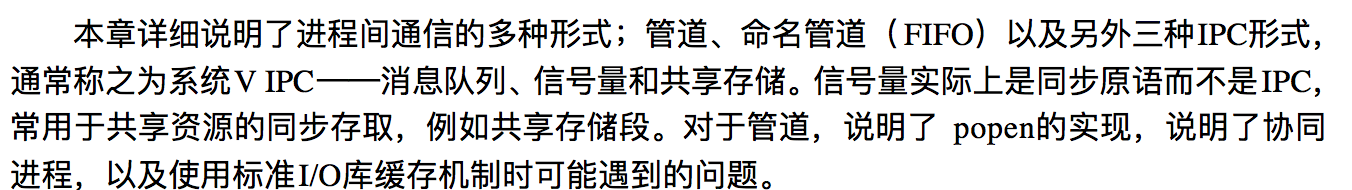 本章详细说明了进程间通信的多种形式；管道、命名管道（FIFO）以及另外三种IPC形式，
通常称之为系统V IPC——消息队列、信号量和共享存储。信号量实际上是同步原语而不是IPC，
常用于共享资源的同步存取，例如共享存储段。对于管道，说明了 popen的实现，说明了协同
进程，以及使用标准I/O库缓存机制时可能遇到的问题。